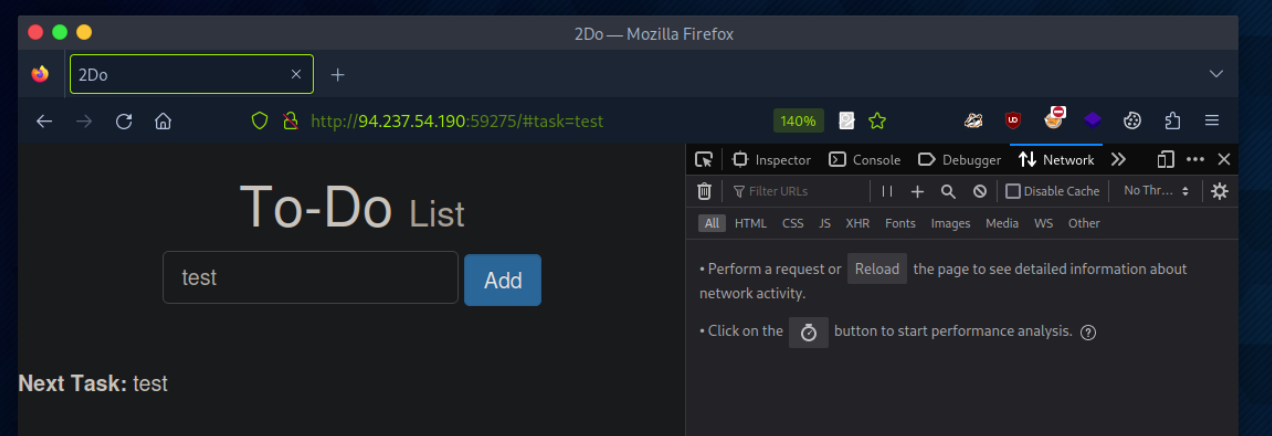 2Do — Mozilla Firefox
2Do
http://94.237.54.190:59275/#task=test
140%
Inspector Console Debugger Network
Filter URLs Disable Cache No Thr...
All HTML CSS JS XHR Fonts Images Media WS Other
To-Do List
test Add
Next Task: test
• Perform a request or Reload the page to see detailed information about
network activity.
• Click on the button to start performance analysis. ?